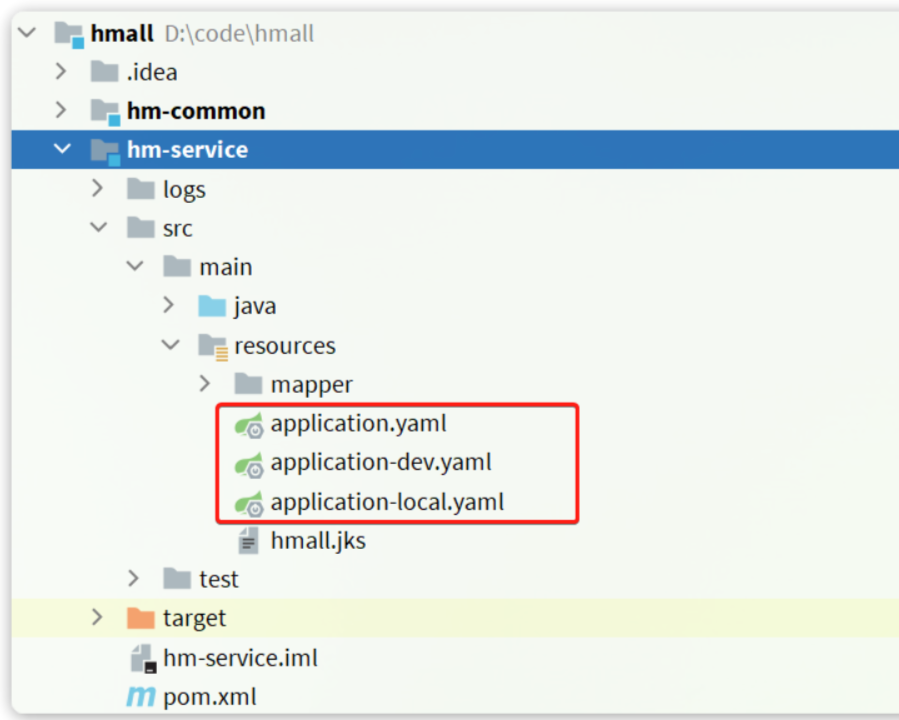 hmall D:\code\hmall
.idea
hm-common
hm-service
logs
src
main
java
resources
mapper
application.yaml
application-dev.yaml
application-local.yaml
hmall.jks
test
target
hm-service.iml
m pom.xml